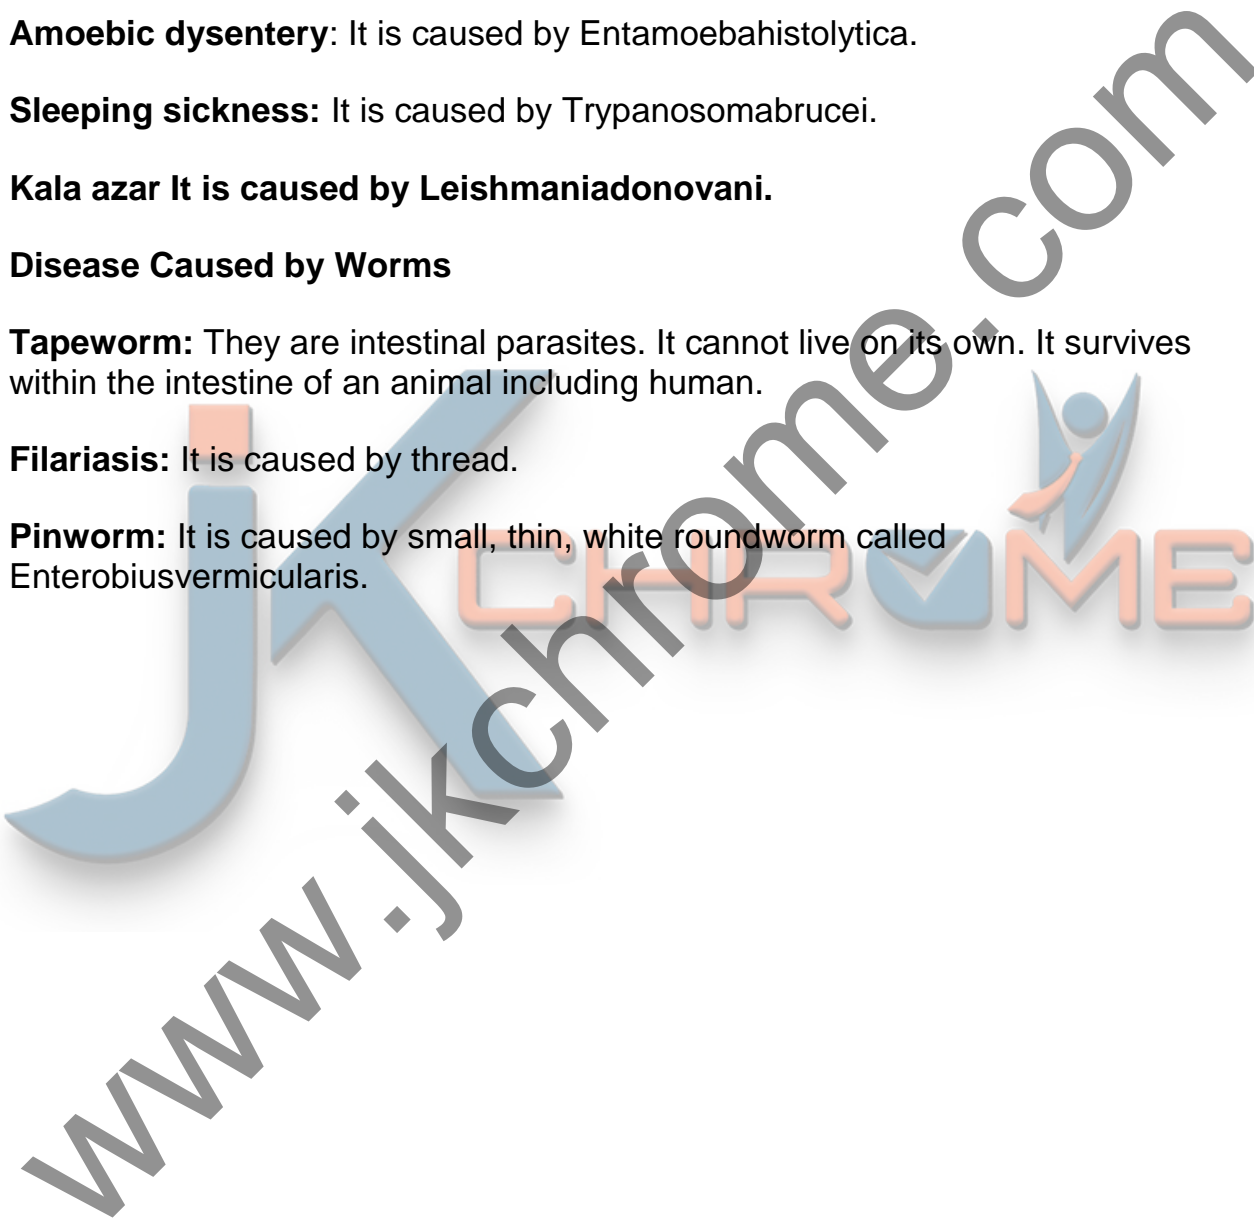 Amoebic dysentery: It is caused by Entamoebahistolytica.
Sleeping sickness: It is caused by Trypanosomabrucei.
Kala azar It is caused by Leishmaniadonovani.
Disease Caused by Worms
Tapeworm: They are intestinal parasites. It cannot live on its own. It survives
within the intestine of an animal including human.
Filariasis: It is caused by thread.
Pinworm: It is caused by small, thin, white roundworm called
Enterobiusvermicularis.
jK CHROME
www.jkchrome.com